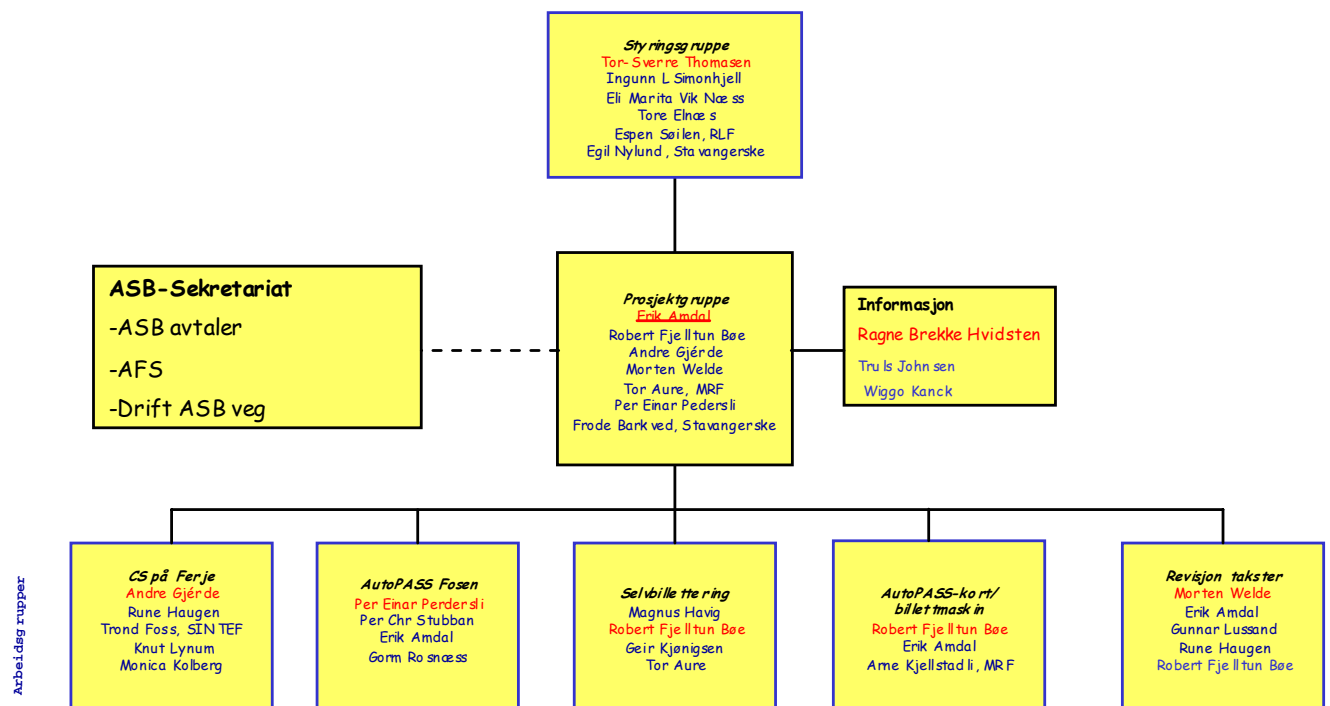 Styringsgruppe
Tor-Sverre Thomasen
Ingunn L Simonhjell
Eli Marita Vik Næss
Tore Elnæs
Espen Søilen, RLF
Egil Nylund, Stavangerske
ASB-Sekretariat
-ASB avtaler
-AFS
-Drift ASB veg
Prosjektgruppe
Erik Amdal
Robert Fjelltun Bøe
Andre Gjérde
Morten Welde
Tor Aure, MRF
Per Einar Pedersli
Frode Barkved, Stavangerske
Informasjon
Ragne Brekke Hvidsten
Truls Johnsen
Wiggo Kanck
Arbeidsgrupper
CS på Ferje
Andre Gjérde
Rune Haugen
Trond Foss, SINTEF
Knut Lynum
Monica Kolberg
AutoPASS Fosen
Per Einar Perdersli
Per Chr Stubban
Erik Amdal
Gorm Rosnæss
Selvbillettering
Magnus Havig
Robert Fjelltun Bøe
Geir Kjønigsen
Tor Aure
AutoPASS-kort/
billettmaskin
Robert Fjelltun Bøe
Erik Amdal
Arne Kjellstadli, MRF
Revisjon takster
Morten Welde
Erik Amdal
Gunnar Lussand
Rune Haugen
Robert Fjelltun Bøe